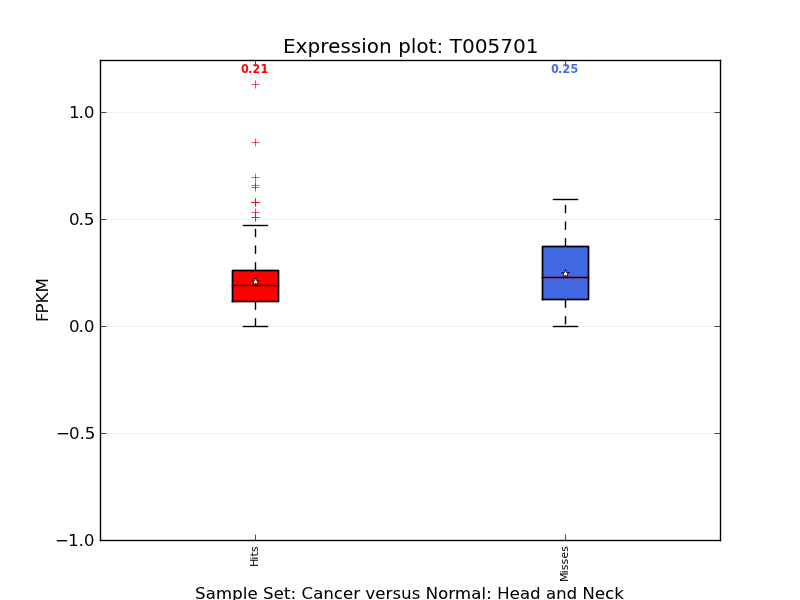 Expression plot: T005701
0.21
0.25
1.0
0.5
0.0
−0.5
−1.0
FPKM
Hits
Misses
Sample Set: Cancer versus Normal: Head and Neck